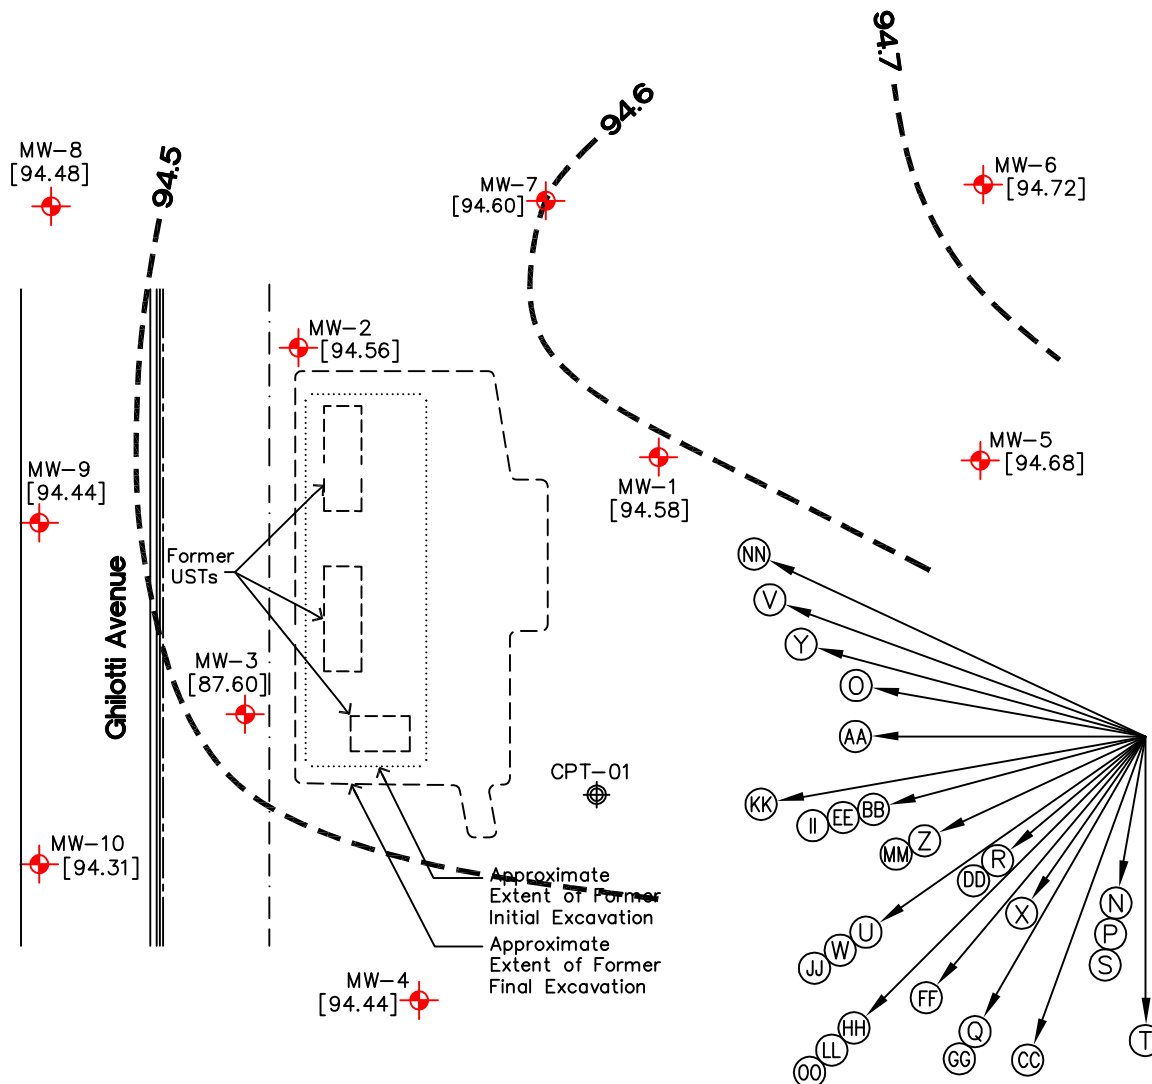 94.7
94.6
MW-8
[94.48]
94.5
MW-7
[94.60]
MW-6
[94.72]
MW-2
[94.56]
MW-9
[94.44]
MW-1
[94.58]
MW-5
[94.68]
Former
USTs
Ghilotti Avenue
MW-3
[87.60]
CPT-01
MW-10
[94.31]
Approximate
Extent of Former
Initial Excavation
Approximate
Extent of Former
Final Excavation
MW-4
[94.44]
NN
V
Y
O
AA
KK
II EE BB
MM Z
DD R
X
N
P
S
JJ W U
FF
OO LL HH
GG Q
CC
T